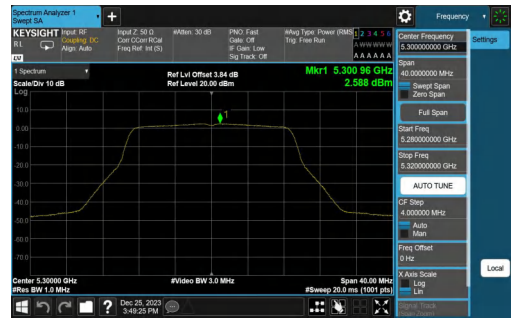 Spectrum Analyzer 1
Swept SA
+
Frequency
KEYSIGHT
RL
LV
Input: RF
Coupling: DC
Align: Auto
Input Z: 50 Ω
Corr CCorr RCal
Freq Ref: Int (S)
#Atten: 30 dB
PNO: Fast
Gate: Off
IF Gain: Low
Sig Track: Off
#Avg Type: Power (RMS)
Trig: Free Run
1 2 3 4 5 6
A W W W W W
A A A A A A
Center Frequency
5.300000000 GHz
Settings
1 Spectrum
Scale/Div 10 dB
Log
Ref Lvl Offset 3.84 dB
Ref Level 20.00 dBm
Mkr1 5.300 96 GHz
2.588 dBm
Span
40.0000000 MHz
Swept Span
Zero Span
Full Span
Start Freq
5.280000000 GHz
Stop Freq
5.320000000 GHz
AUTO TUNE
CF Step
4.000000 MHz
Auto
Man
Freq Offset
0 Hz
X Axis Scale
Log
Lin
Signal Track
Local
10.0
0.00
-10.0
-20.0
-30.0
-40.0
-50.0
-60.0
-70.0
1
Center 5.30000 GHz
#Res BW 1.0 MHz
#Video BW 3.0 MHz
Span 40.00 MHz
#Sweep 20.0 ms (1001 pts)
?
Dec 25, 2023
3:49:25 PM